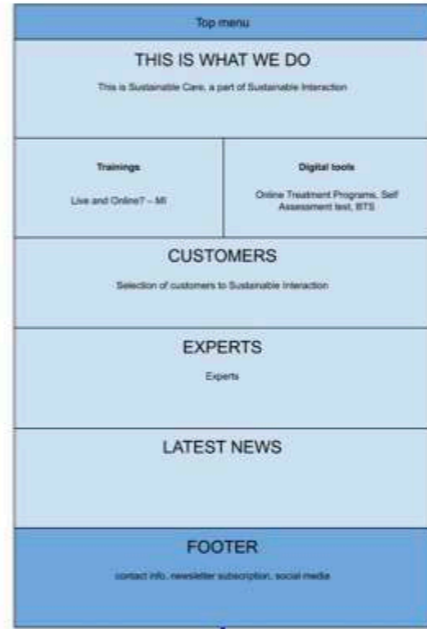 Top menu
THIS IS WHAT WE DO
This is Sustainable Care, a part of Sustainable Interaction
Trainings
Live and Online? – MI
Digital tools
Online Treatment Programs, Self
Assessment test, BTS
CUSTOMERS
Selection of customers to Sustainable Interaction
EXPERTS
Experts
LATEST NEWS
FOOTER
contact info, newsletter subscription, social media